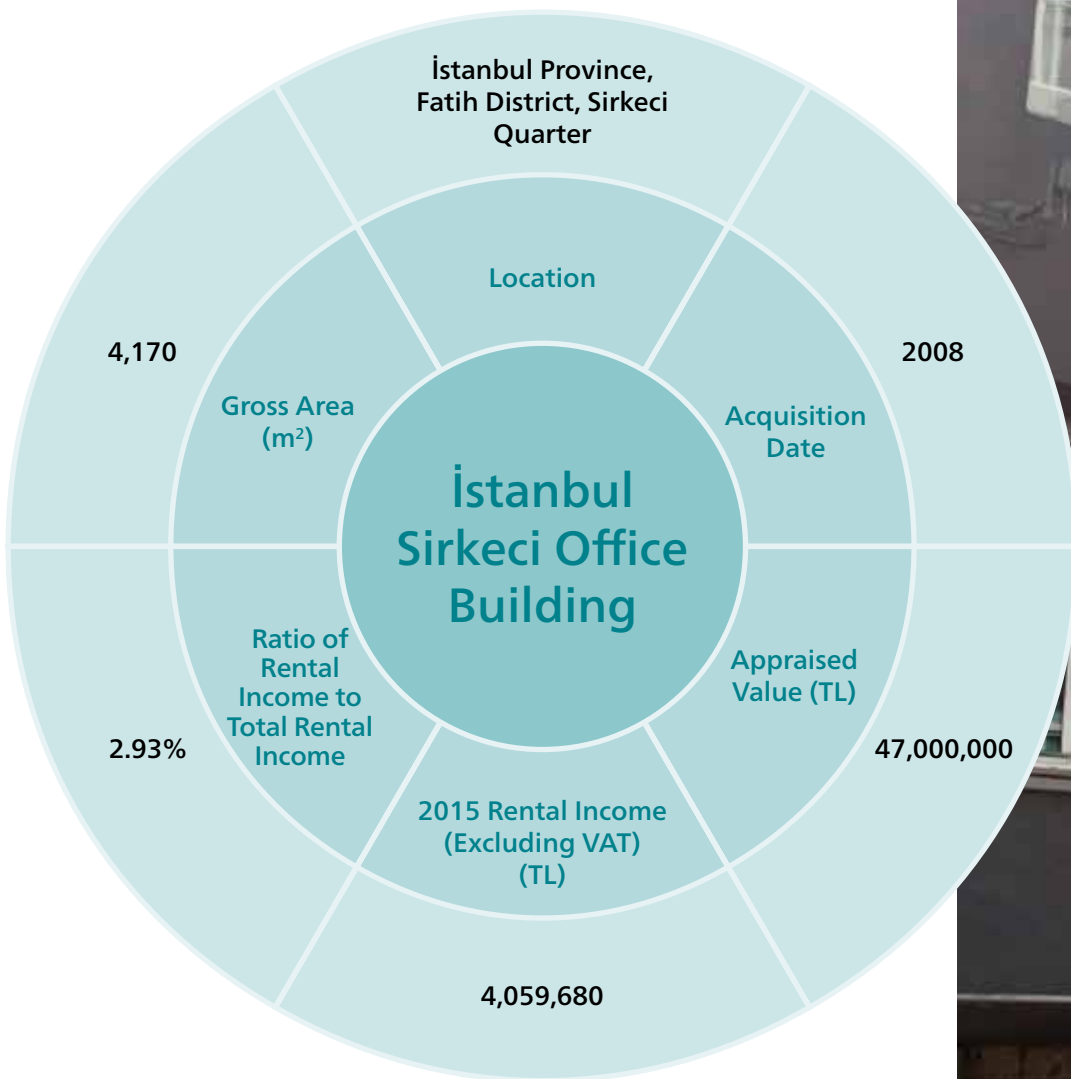 İstanbul Province,
Fatih District, Sirkeci
Quarter
Location
2008
Acquisition
Date
47,000,000
Appraised
Value (TL)
2015 Rental Income
(Excluding VAT)
(TL)
4,059,680
Ratio of
Rental
Income to
Total Rental
Income
2.93%
4,170
Gross Area
(m²)
İstanbul
Sirkeci Office
Building